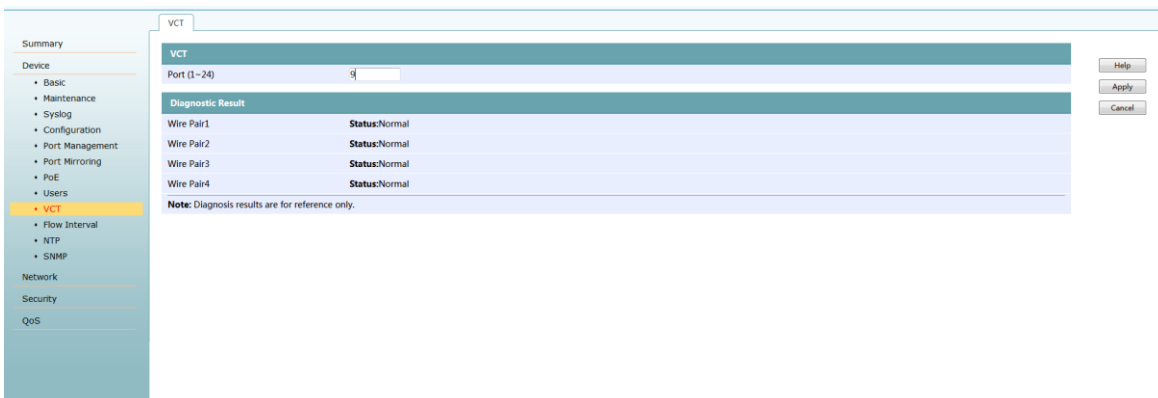 VCT
Summary
Device
• Basic
• Maintenance
• Syslog
• Configuration
• Port Management
• Port Mirroring
• PoE
• Users
• VCT
• Flow Interval
• NTP
• SNMP
Network
Security
QoS
VCT
Port (1~24) 9
Diagnostic Result
Wire Pair1 Status:Normal
Wire Pair2 Status:Normal
Wire Pair3 Status:Normal
Wire Pair4 Status:Normal
Note: Diagnosis results are for reference only.
Help
Apply
Cancel